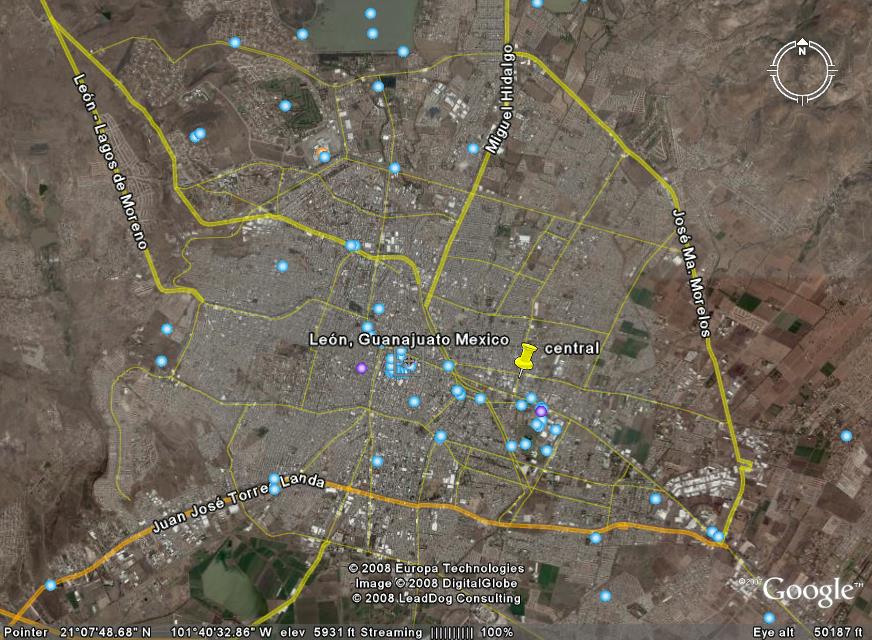 N
Miguel Hidalgo
León - Lagos de Moreno
José Ma. Morelos
León, Guanajuato Mexico
central
Juan José Torres Landa
© 2008 Europa Technologies
Image © 2008 DigitalGlobe
© 2008 LeadDog Consulting
©2007 Google™
Pointer 21°07'48.68" N 101°40'32.86" W elev 5931 ft Streaming |||||||||| 100% Eye alt 50187 ft